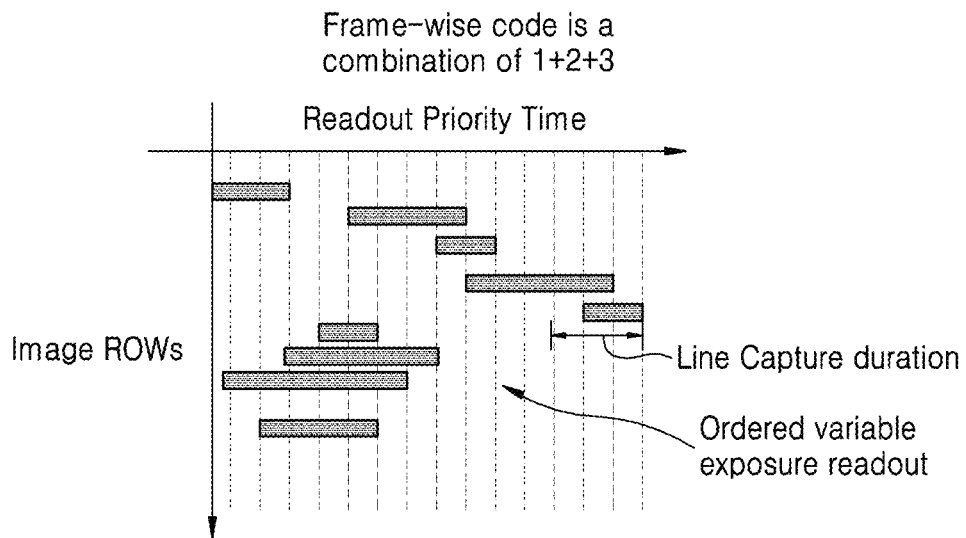 Frame-wise code is a
combination of 1+2+3
Readout Priority Time
Image ROWs
Line Capture duration
Ordered variable
exposure readout